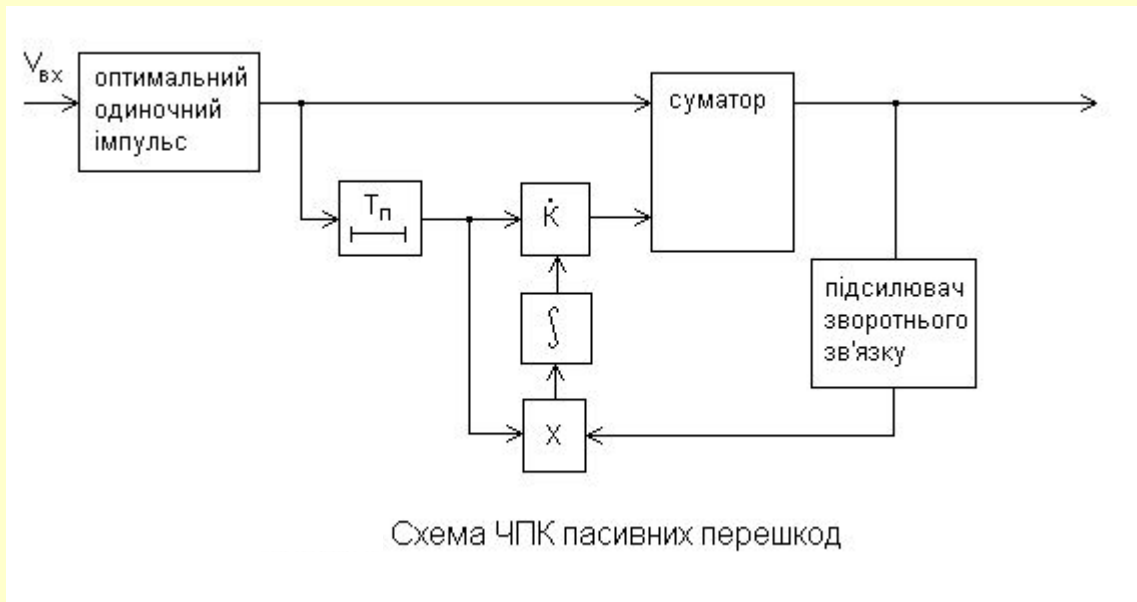 Vвх
оптимальний
одиночний
імпульс
суматор
Tп
K̇
∫
X
підсилювач
зворотнього
зв'язку
Схема ЧПК пасивних перешкод